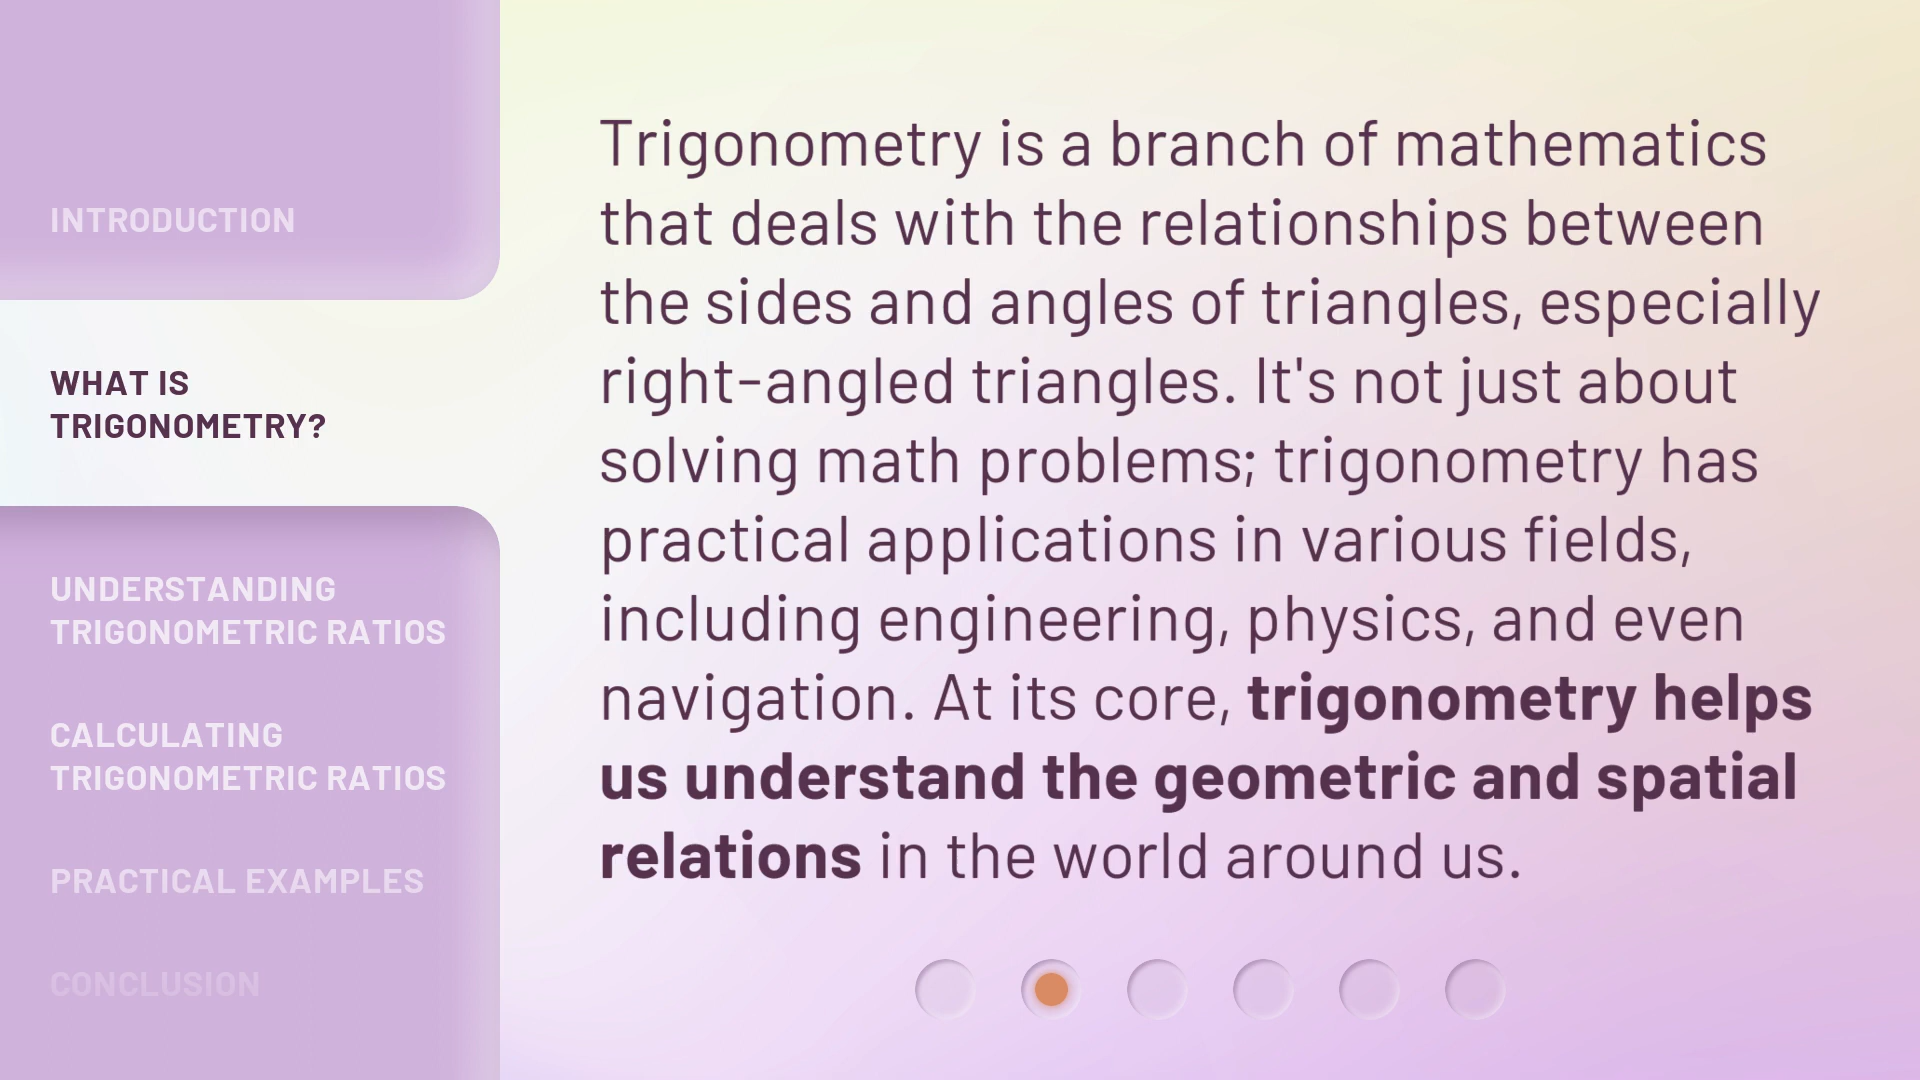 INTRODUCTION
WHAT IS
TRIGONOMETRY?
UNDERSTANDING
TRIGONOMETRIC RATIOS
CALCULATING
TRIGONOMETRIC RATIOS
PRACTICAL EXAMPLES
CONCLUSION
Trigonometry is a branch of mathematics
that deals with the relationships between
the sides and angles of triangles, especially
right-angled triangles. It's not just about
solving math problems; trigonometry has
practical applications in various fields,
including engineering, physics, and even
navigation. At its core, trigonometry helps
us understand the geometric and spatial
relations in the world around us.